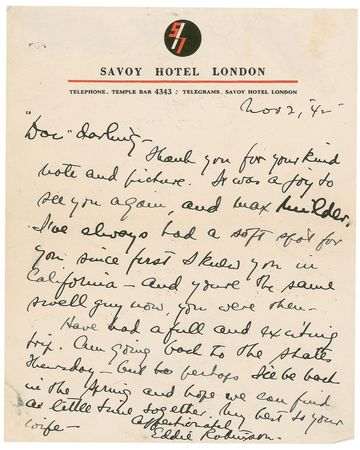 SAVOY HOTEL LONDON
TELEPHONE, TEMPLE BAR 4343 : TELEGRAMS, SAVOY HOTEL LONDON
Nov 2, '42
"Doc" darling -
Thank you for your kind
note and picture. It was a joy to
see you again, and Max Milder.
I've always had a soft spot for
you since first I knew you in
California - and you're the same
swell guy now, you were then -
Have had a full and exciting
trip. Am going back to the states
Thursday - but perhaps I'll be back
in the Spring and hope we can find
a little time together. My best to your
wife - Affectionately
Eddie Robinson.